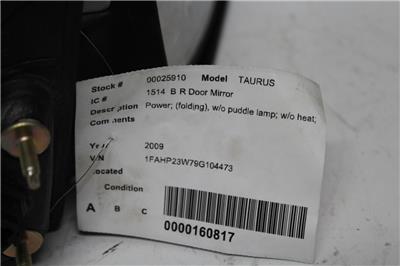 Stock # 00025910 Model TAURUS
IC # 1514 B R Door Mirror
Description Power; (folding), w/o puddle lamp; w/o heat;
Comments
Year 2009
VIN 1FAHP23W79G104473
Located
Condition
A B C
0000160817